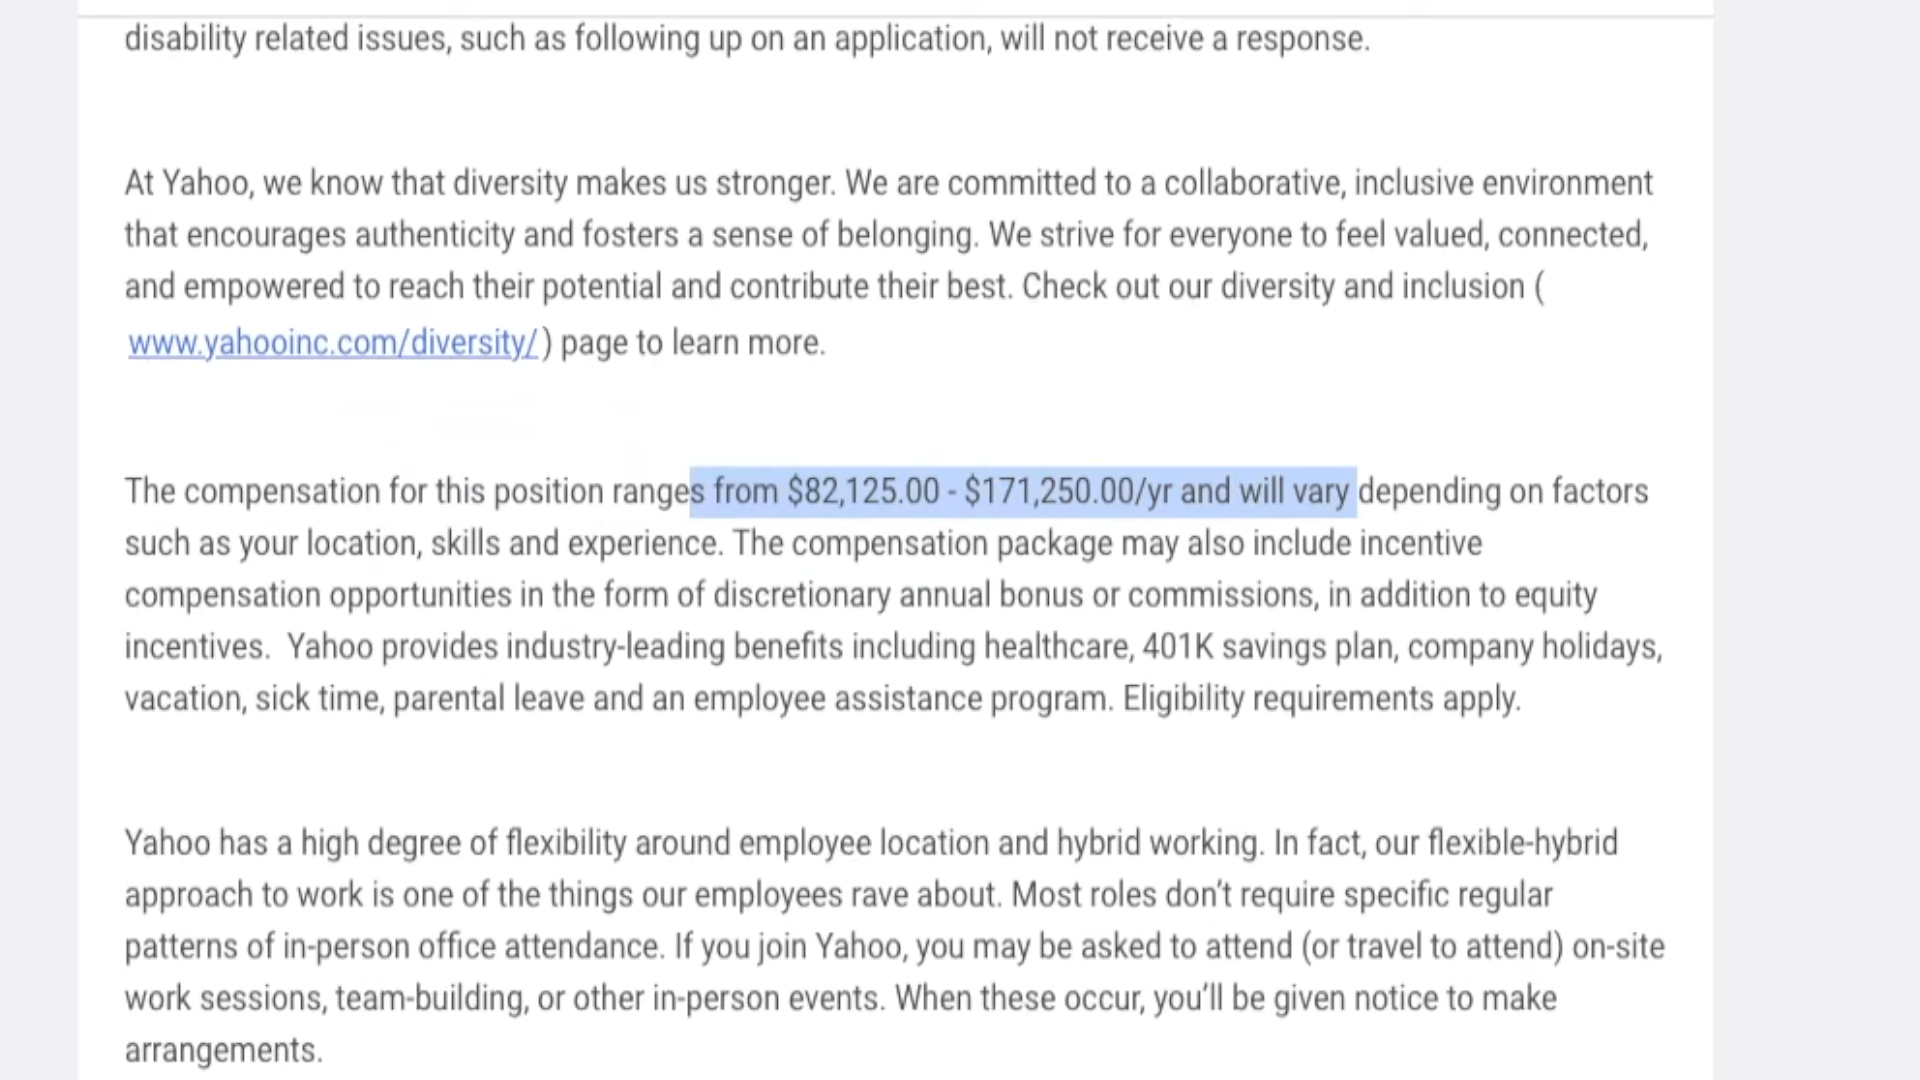 disability related issues, such as following up on an application, will not receive a response.
At Yahoo, we know that diversity makes us stronger. We are committed to a collaborative, inclusive environment
that encourages authenticity and fosters a sense of belonging. We strive for everyone to feel valued, connected,
and empowered to reach their potential and contribute their best. Check out our diversity and inclusion (
www.yahooinc.com/diversity/) page to learn more.
The compensation for this position ranges from $82,125.00 - $171,250.00/yr and will vary depending on factors
such as your location, skills and experience. The compensation package may also include incentive
compensation opportunities in the form of discretionary annual bonus or commissions, in addition to equity
incentives.  Yahoo provides industry-leading benefits including healthcare, 401K savings plan, company holidays,
vacation, sick time, parental leave and an employee assistance program. Eligibility requirements apply.
Yahoo has a high degree of flexibility around employee location and hybrid working. In fact, our flexible-hybrid
approach to work is one of the things our employees rave about. Most roles don’t require specific regular
patterns of in-person office attendance. If you join Yahoo, you may be asked to attend (or travel to attend) on-site
work sessions, team-building, or other in-person events. When these occur, you’ll be given notice to make
arrangements.